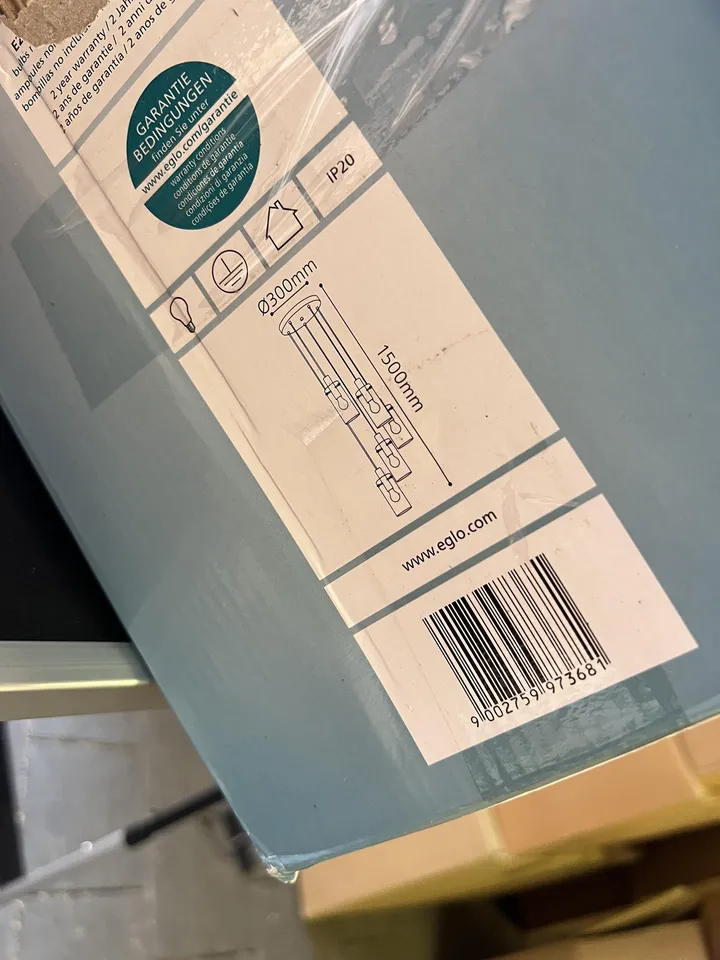 2 year warranty / 2 Jah
2 ans de garantie / 2 anni d
años de garantía / 2 anos de g
GARANTIE
BEDINGUNGEN
finden Sie unter
www.eglo.com/garantie
warranty conditions
conditions de garantie
condiciones de garantía
condizioni di garanzia
condições de garantia
IP20
Ø300mm
1500mm
www.eglo.com
9 002759 973681